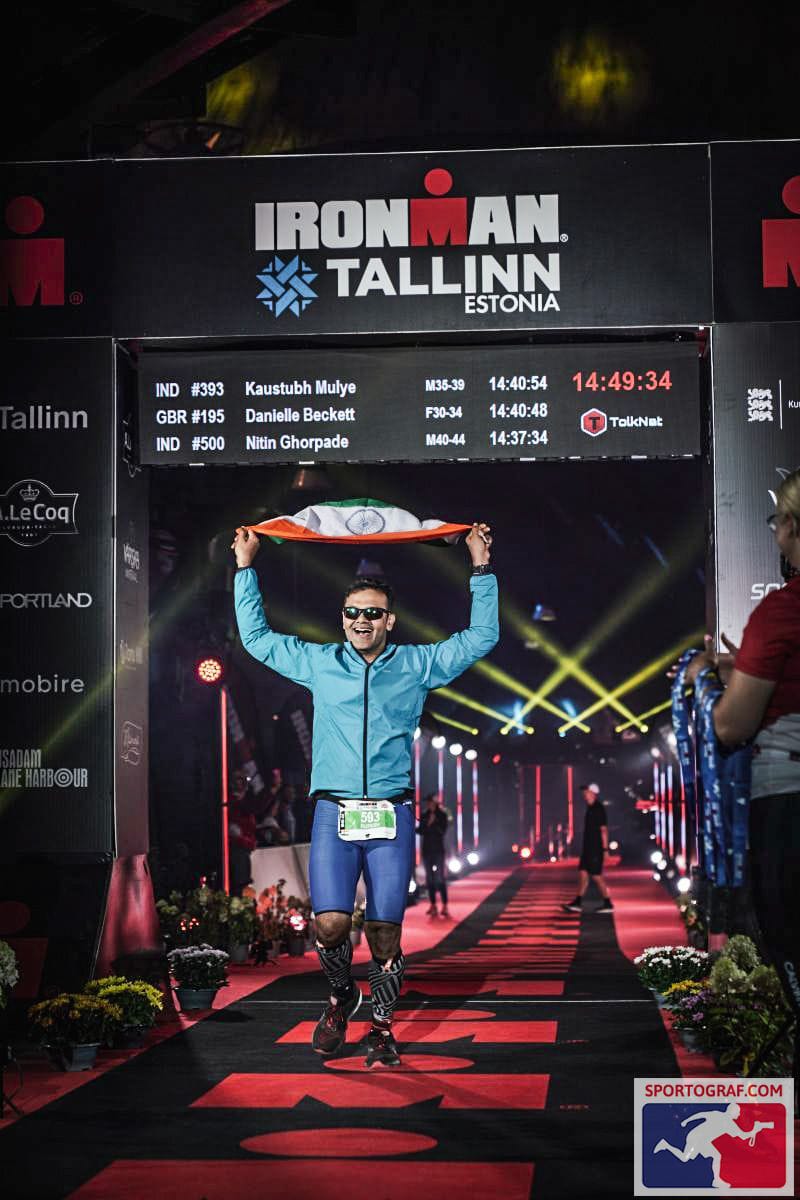 IRONMAN®
TALLINN
ESTONIA
IND #393 Kaustubh Mulye M35-39 14:40:54 14:49:34
GBR #195 Danielle Beckett F30-34 14:40:48 TolkNet
IND #500 Nitin Ghorpade M40-44 14:37:34
Tallinn
A.LeCoq
PORTLAND
mobire
IRONMAN
593
SPORTOGRAF.COM